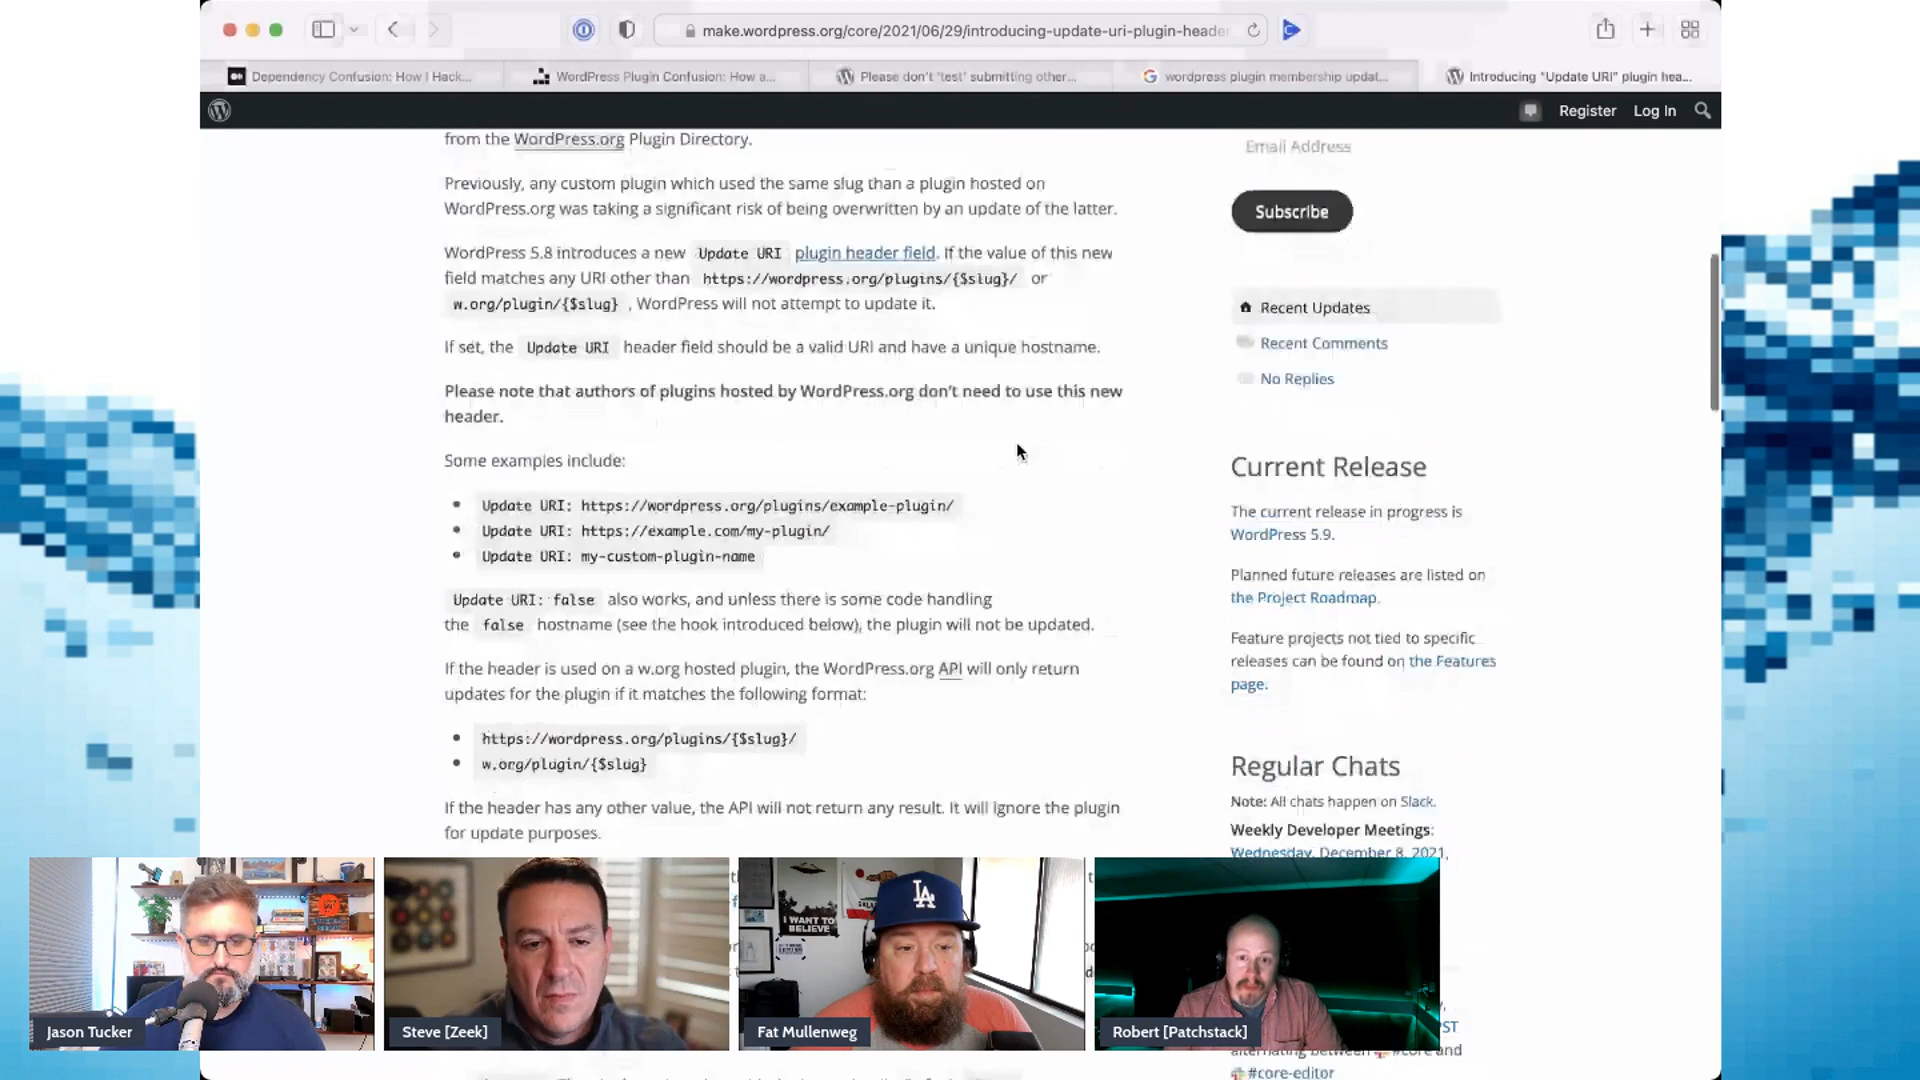 make.wordpress.org/core/2021/06/29/introducing-update-uri-plugin-heade
Dependency Confusion: How I Hack...
WordPress Plugin Confusion: How a...
Please don't 'test' submitting other...
wordpress plugin membership updat...
Introducing "Update URI" plugin hea...
Register Log In
from the WordPress.org Plugin Directory.
Previously, any custom plugin which used the same slug than a plugin hosted on
WordPress.org was taking a significant risk of being overwritten by an update of the latter.
WordPress 5.8 introduces a new Update URI plugin header field. If the value of this new
field matches any URI other than https://wordpress.org/plugins/{$slug}/ or
w.org/plugin/{$slug} , WordPress will not attempt to update it.
If set, the Update URI header field should be a valid URI and have a unique hostname.
Please note that authors of plugins hosted by WordPress.org don't need to use this new
header.
Some examples include:
Update URI: https://wordpress.org/plugins/example-plugin/
Update URI: https://example.com/my-plugin/
Update URI: my-custom-plugin-name
Update URI: false also works, and unless there is some code handling
the false hostname (see the hook introduced below), the plugin will not be updated.
If the header is used on a w.org hosted plugin, the WordPress.org API will only return
updates for the plugin if it matches the following format:
https://wordpress.org/plugins/{$slug}/
w.org/plugin/{$slug}
If the header has any other value, the API will not return any result. It will ignore the plugin
for update purposes.
Email Address
Subscribe
Recent Updates
Recent Comments
No Replies
Current Release
The current release in progress is
WordPress 5.9.
Planned future releases are listed on
the Project Roadmap.
Feature projects not tied to specific
releases can be found on the Features
page.
Regular Chats
Note: All chats happen on Slack.
Weekly Developer Meetings:
Wednesday, December 8, 2021,
alternating between #core and
#core-editor
I WANT TO
BELIEVE
LA
Jason Tucker
Steve [Zeek]
Fat Mullenweg
Robert [Patchstack]